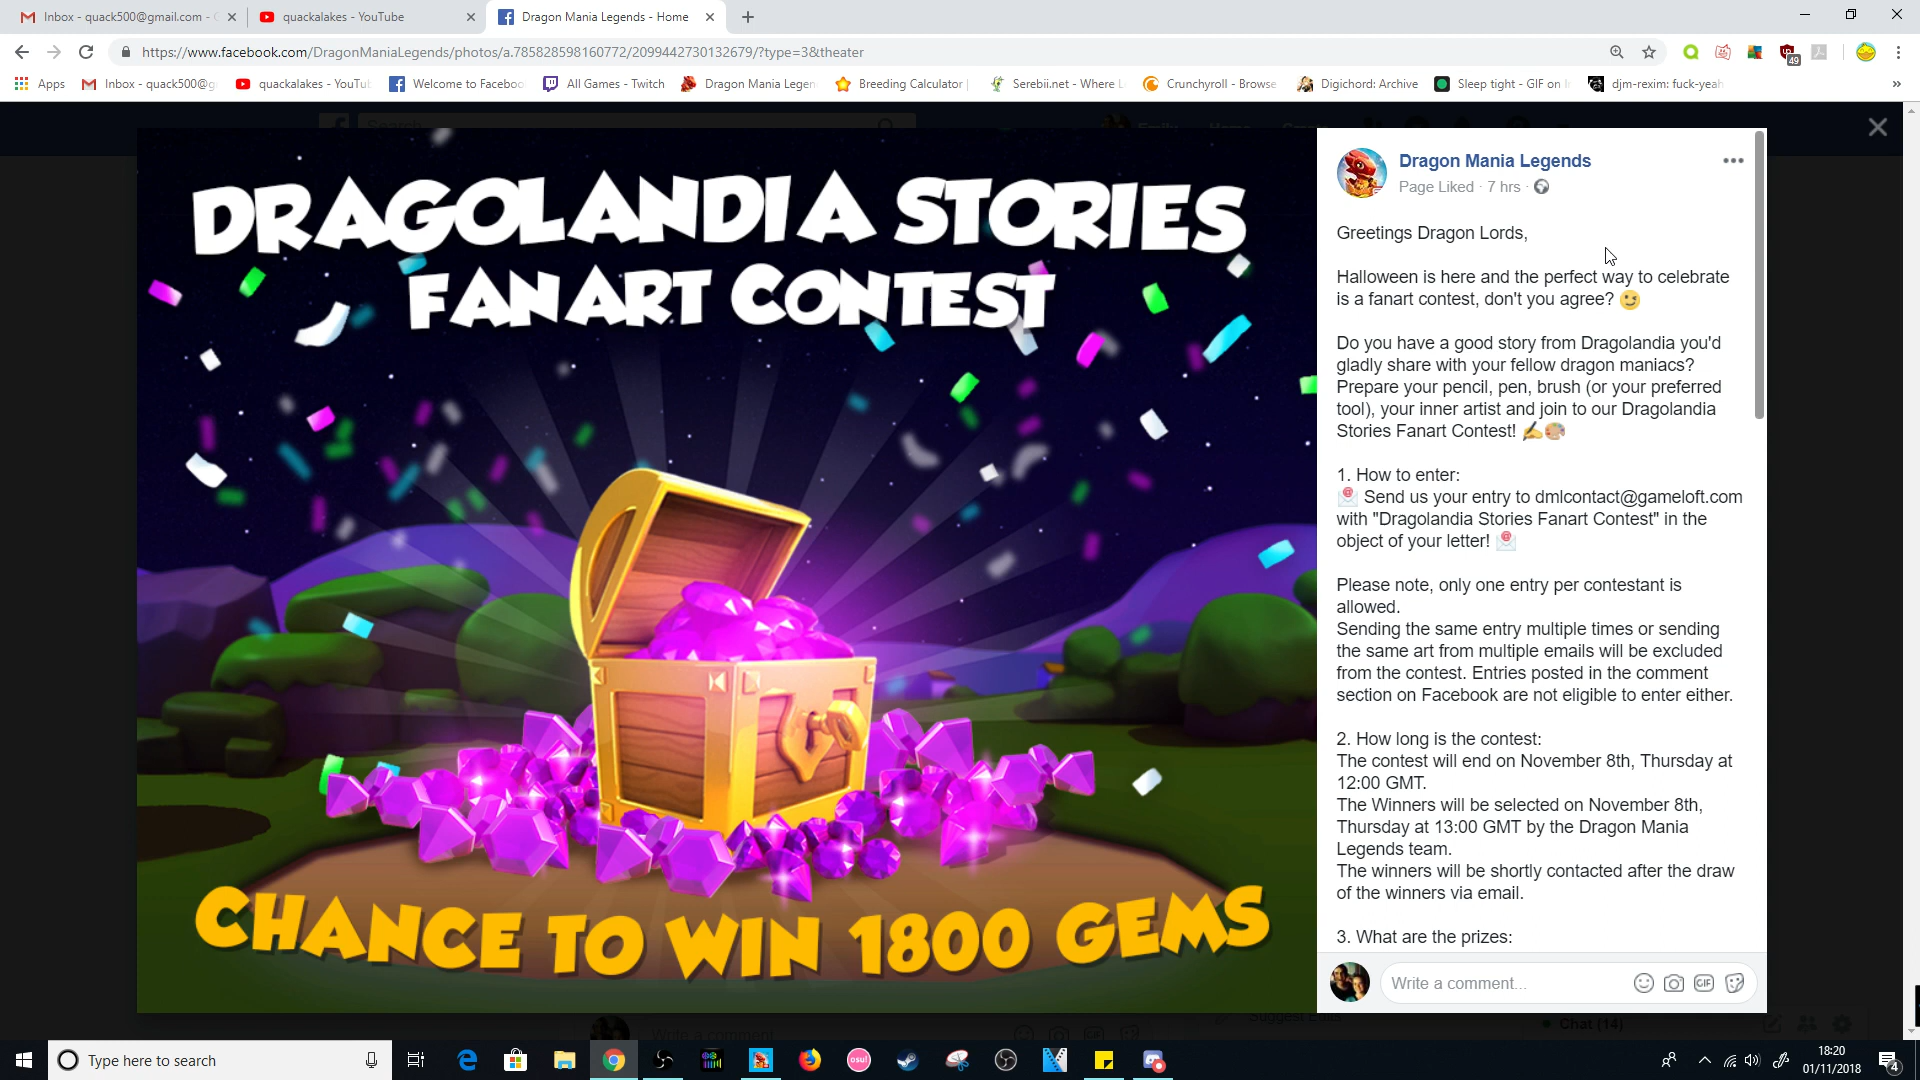 Inbox - quack500@gmail.com -
quackalakes - YouTube
Dragon Mania Legends - Home
https://www.facebook.com/DragonManiaLegends/photos/a.785828598160772/2099442730132679/?type=3&theater
49
Apps
Inbox - quack500@g
quackalakes - YouTu
Welcome to Faceboo
All Games - Twitch
Dragon Mania Legen
Breeding Calculator |
Serebii.net - Where L
Crunchyroll - Browse
Digichord: Archive
Sleep tight - GIF on I
djm-rexim: fuck-yeah
»
Search
DRAGOLANDIA STORIES
FANART CONTEST
CHANCE TO WIN 1800 GEMS
Dragon Mania Legends
Page Liked · 7 hrs ·
Greetings Dragon Lords,
Halloween is here and the perfect way to celebrate
is a fanart contest, don't you agree? 😉
Do you have a good story from Dragolandia you'd
gladly share with your fellow dragon maniacs?
Prepare your pencil, pen, brush (or your preferred
tool), your inner artist and join to our Dragolandia
Stories Fanart Contest! ✍🎨
1. How to enter:
📩 Send us your entry to dmlcontact@gameloft.com
with "Dragolandia Stories Fanart Contest" in the
object of your letter! 📩
Please note, only one entry per contestant is
allowed.
Sending the same entry multiple times or sending
the same art from multiple emails will be excluded
from the contest. Entries posted in the comment
section on Facebook are not eligible to enter either.
2. How long is the contest:
The contest will end on November 8th, Thursday at
12:00 GMT.
The Winners will be selected on November 8th,
Thursday at 13:00 GMT by the Dragon Mania
Legends team.
The winners will be shortly contacted after the draw
of the winners via email.
3. What are the prizes:
Write a comment...
GIF
Write a comment
Chat (14)
Type here to search
osu!
18:20
01/11/2018
4